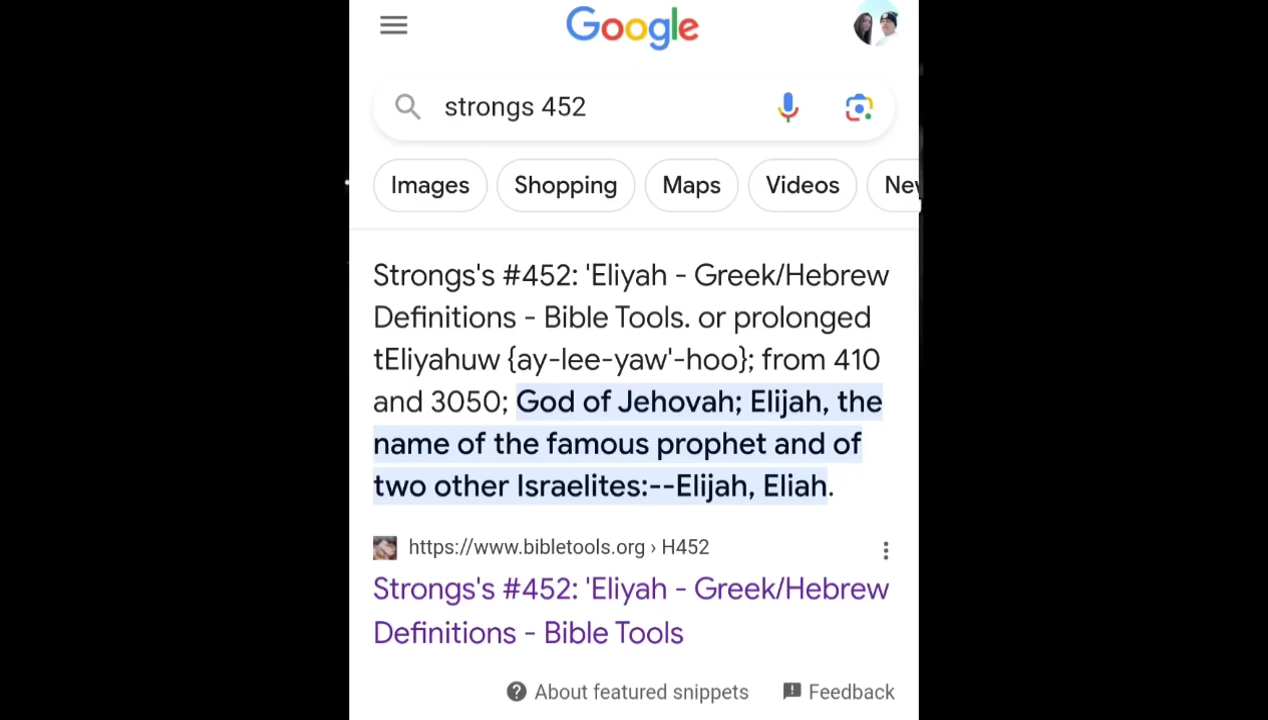 Google
strongs 452
Images Shopping Maps Videos
Strongs's #452: 'Eliyah - Greek/Hebrew
Definitions - Bible Tools. or prolonged
tEliyahuw {ay-lee-yaw'-hoo}; from 410
and 3050; God of Jehovah; Elijah, the
name of the famous prophet and of
two other Israelites:--Elijah, Eliah.
https://www.bibletools.org › H452
Strongs's #452: 'Eliyah - Greek/Hebrew
Definitions - Bible Tools
About featured snippets Feedback